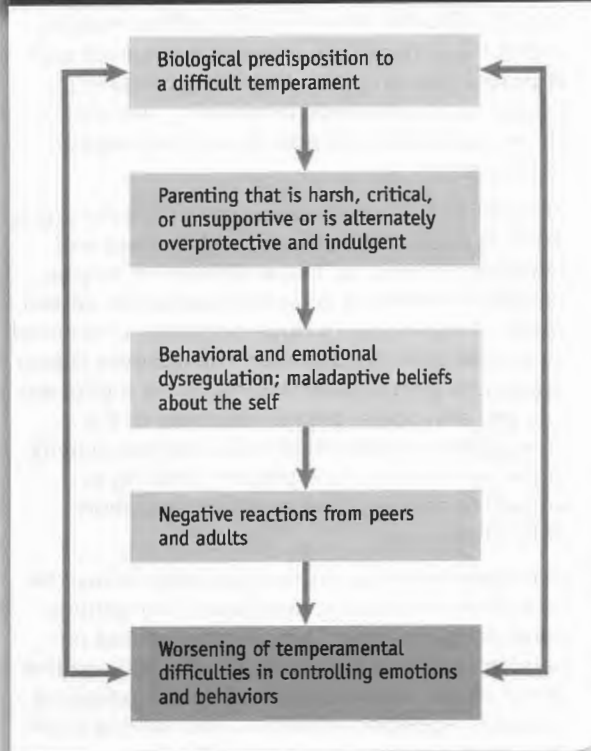 Biological predisposition to
a difficult temperament
Parenting that is harsh, critical,
or unsupportive or is alternately
overprotective and indulgent
Behavioral and emotional
dysregulation; maladaptive beliefs
about the self
Negative reactions from peers
and adults
Worsening of temperamental
difficulties in controlling emotions
and behaviors